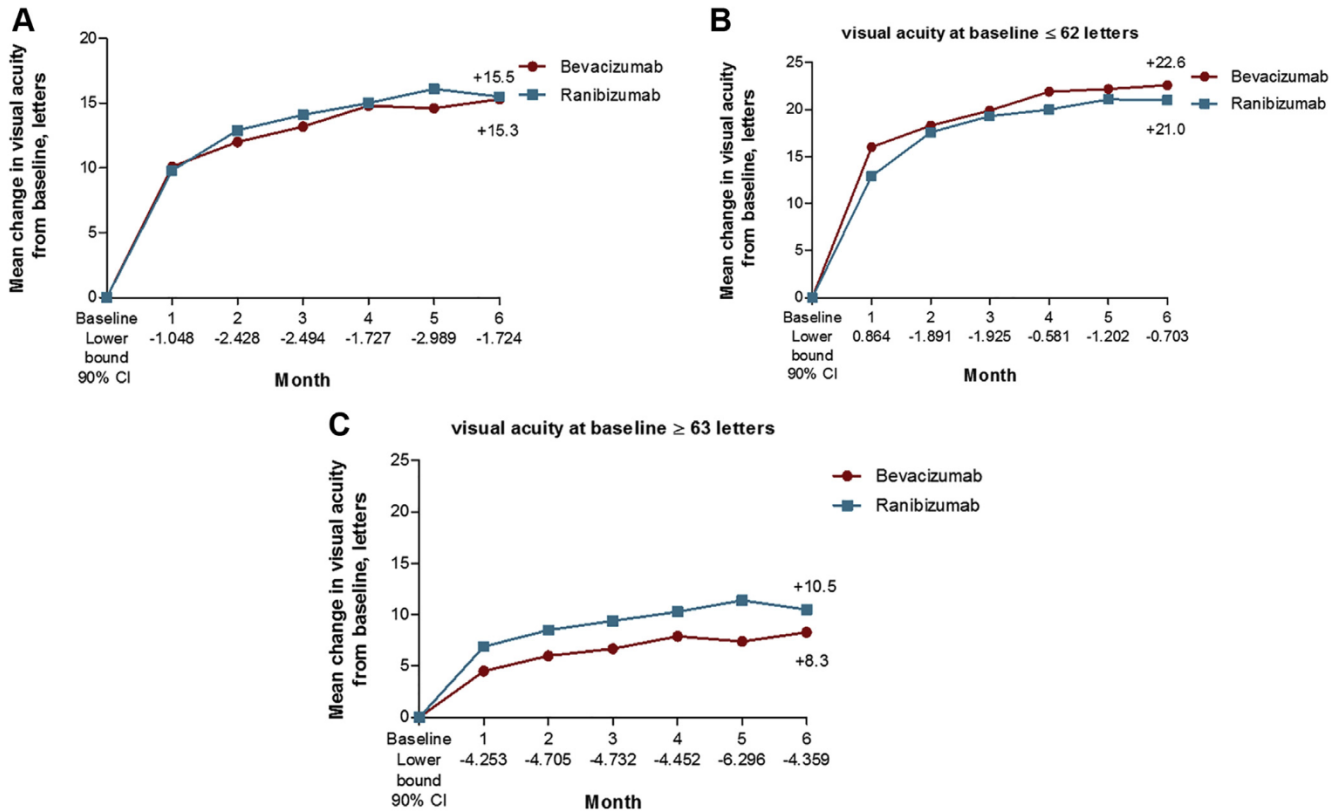 A
Mean change in visual acuity
from baseline, letters
20
15
10
5
0
+15.5
+15.3
Bevacizumab
Ranibizumab
Baseline 1 2 3 4 5 6
Lower bound 90% CI -1.048 -2.428 -2.494 -1.727 -2.989 -1.724
Month
B
visual acuity at baseline ≤ 62 letters
Mean change in visual acuity
from baseline, letters
25
20
15
10
5
0
+22.6
+21.0
Bevacizumab
Ranibizumab
Baseline 1 2 3 4 5 6
Lower bound 90% CI 0.864 -1.891 -1.925 -0.581 -1.202 -0.703
Month
C
visual acuity at baseline ≥ 63 letters
Mean change in visual acuity
from baseline, letters
25
20
15
10
5
0
+10.5
+8.3
Bevacizumab
Ranibizumab
Baseline 1 2 3 4 5 6
Lower bound 90% CI -4.253 -4.705 -4.732 -4.452 -6.296 -4.359
Month